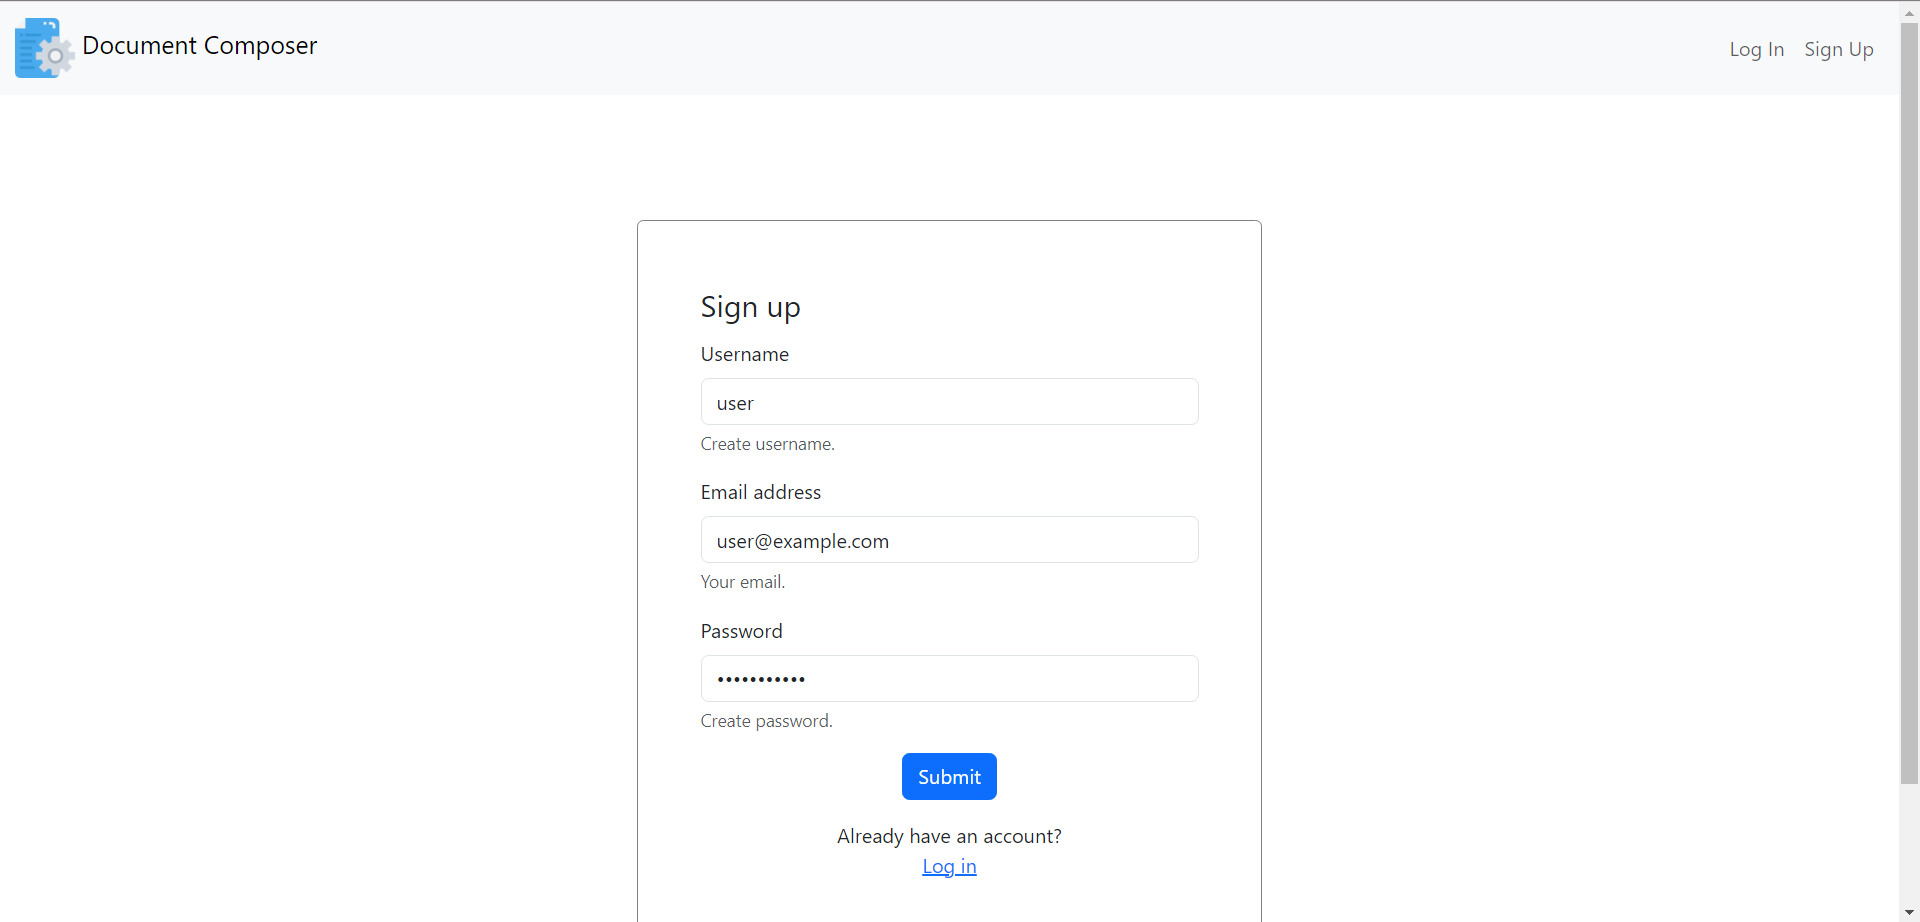 Document Composer
Log In
Sign Up
Sign up
Username
user
Create username.
Email address
user@example.com
Your email.
Password
•••••••••••
Create password.
Submit
Already have an account?
Log in